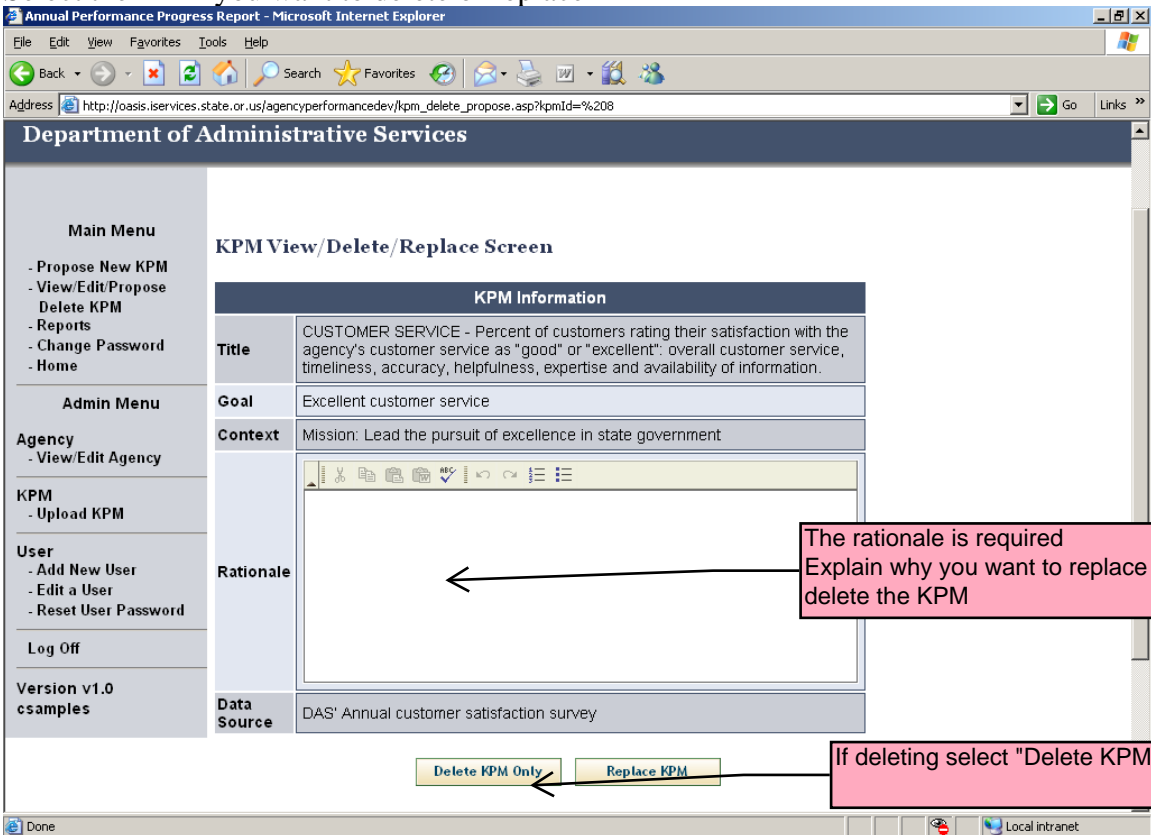 Annual Performance Progress Report - Microsoft Internet Explorer
File Edit View Favorites Tools Help
Back Search Favorites
Address http://oasis.iservices.state.or.us/agencyperformancedev/kpm_delete_propose.asp?kpmId=%208 Go Links »
Department of Administrative Services
Main Menu
- Propose New KPM
- View/Edit/Propose
Delete KPM
- Reports
- Change Password
- Home
Admin Menu
Agency
- View/Edit Agency
KPM
- Upload KPM
User
- Add New User
- Edit a User
- Reset User Password
Log Off
Version v1.0
csamples
KPM View/Delete/Replace Screen
KPM Information
Title
CUSTOMER SERVICE - Percent of customers rating their satisfaction with the
agency's customer service as "good" or "excellent": overall customer service,
timeliness, accuracy, helpfulness, expertise and availability of information.
Goal
Excellent customer service
Context
Mission: Lead the pursuit of excellence in state government
Rationale
The rationale is required
Explain why you want to replace
delete the KPM
Data
Source
DAS' Annual customer satisfaction survey
Delete KPM Only
Replace KPM
If deleting select "Delete KPM
Done
Local intranet